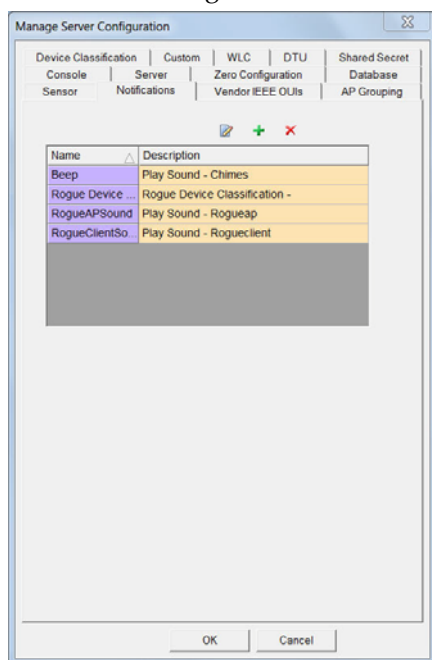 Manage Server Configuration
Device Classification Custom WLC DTU Shared Secret
Console Server Zero Configuration Database
Sensor Notifications Vendor IEEE OUIs AP Grouping
Name Description
Beep Play Sound - Chimes
Rogue Device ... Rogue Device Classification -
RogueAPSound Play Sound - Rogueap
RogueClientSo... Play Sound - Rogueclient
OK Cancel